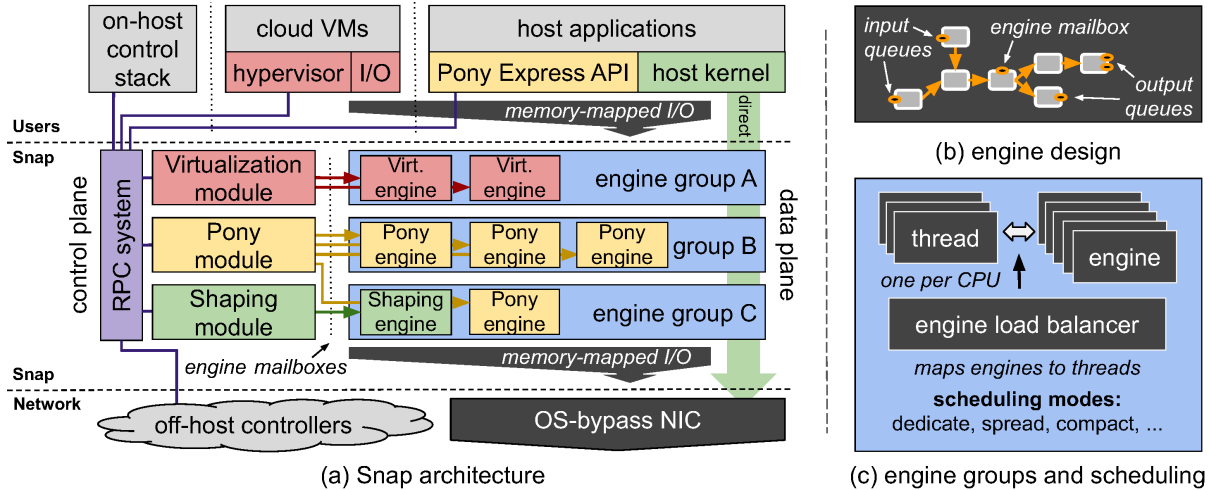 on-host
control
stack
cloud VMs
hypervisor
I/O
host applications
Pony Express API
host kernel
memory-mapped I/O
direct
Users
Snap
control plane
RPC system
Virtualization
module
Virt.
engine
Virt.
engine
engine group A
Pony
module
Pony
engine
Pony
engine
Pony
engine
group B
Shaping
module
Shaping
engine
Pony
engine
engine group C
data plane
engine mailboxes
memory-mapped I/O
Snap
Network
off-host controllers
OS-bypass NIC
(a) Snap architecture
input
queues
engine mailbox
output
queues
(b) engine design
thread
engine
one per CPU
engine load balancer
maps engines to threads
scheduling modes:
dedicate, spread, compact, ...
(c) engine groups and scheduling